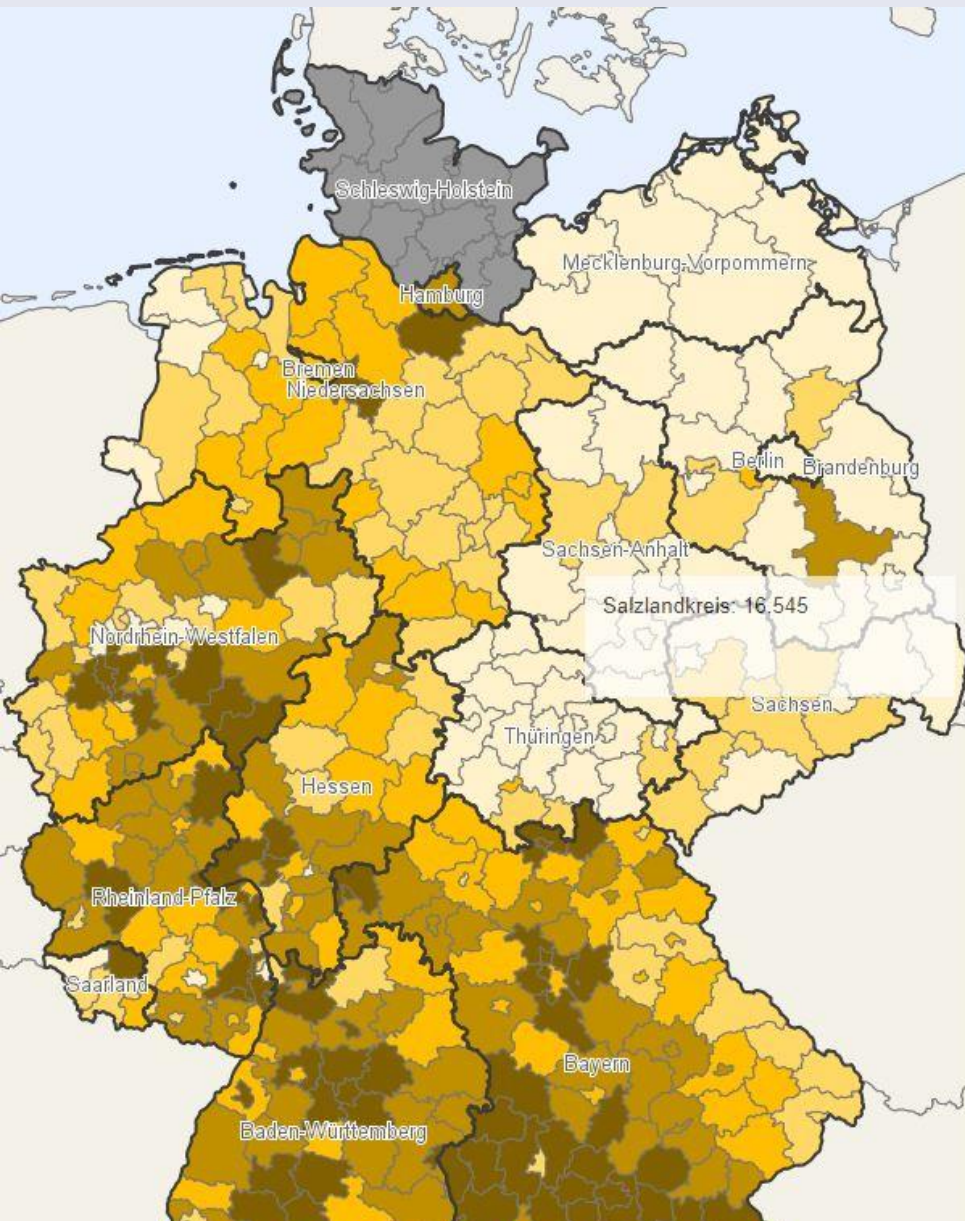 Schleswig-Holstein
Mecklenburg-Vorpommern
Hamburg
Bremen
Niedersachsen
Berlin
Brandenburg
Sachsen-Anhalt
Salzlandkreis: 16,545
Nordrhein-Westfalen
Sachsen
Thüringen
Hessen
Rheinland-Pfalz
Saarland
Bayern
Baden-Württemberg